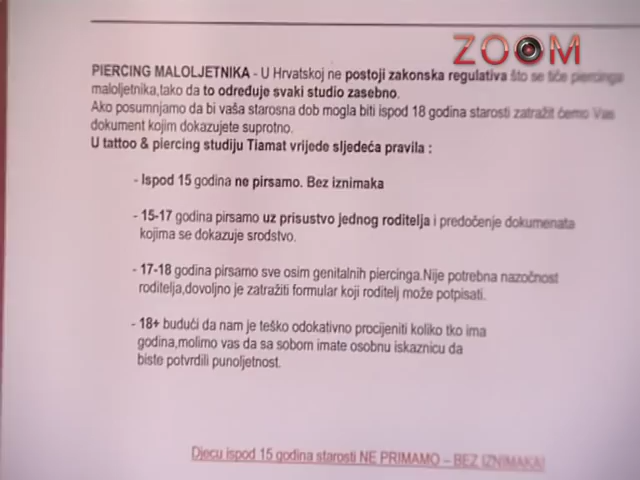 ZOOM
PIERCING MALOLJETNIKA - U Hrvatskoj ne postoji zakonska regulativa što se tiče piercinga
maloljetnika,tako da to određuje svaki studio zasebno.
Ako posumnjamo da bi vaša starosna dob mogla biti ispod 18 godina starosti zatražit ćemo Vas
dokument kojim dokazujete suprotno.
U tattoo & piercing studiju Tiamat vrijede sljedeća pravila :
- Ispod 15 godina ne pirsamo. Bez iznimaka
- 15-17 godina pirsamo uz prisustvo jednog roditelja i predočenje dokumenata
kojima se dokazuje srodstvo.
- 17-18 godina pirsamo sve osim genitalnih piercinga.Nije potrebna nazočnost
roditelja,dovoljno je zatražiti formular koji roditelj može potpisati.
- 18+ budući da nam je teško odokativno procijeniti koliko tko ima
godina,molimo vas da sa sobom imate osobnu iskaznicu da
biste potvrdili punoljetnost.
Djecu ispod 15 godina starosti NE PRIMAMO – BEZ IZNIMAKA!